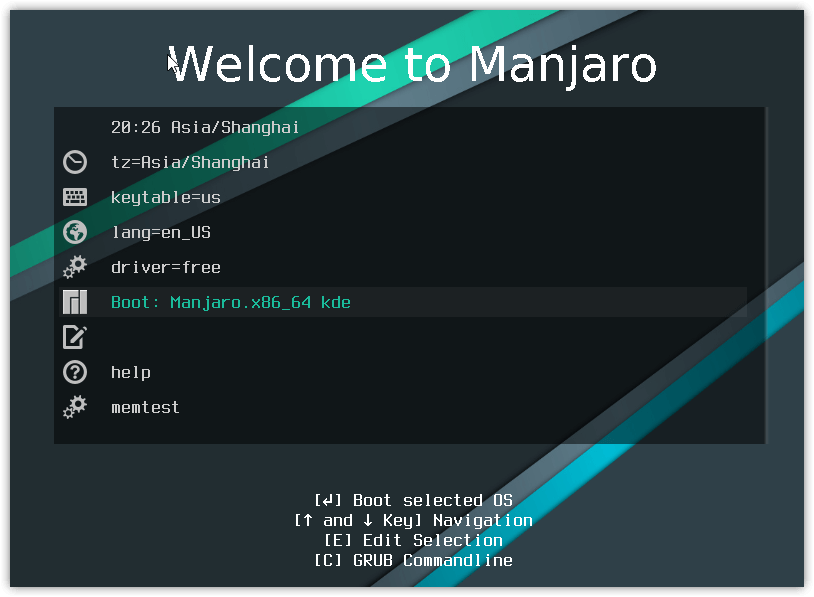 Welcome to Manjaro
20:26 Asia/Shanghai
tz=Asia/Shanghai
keytable=us
lang=en_US
driver=free
Boot: Manjaro.x86_64 kde
help
memtest
[↲] Boot selected OS
[↑ and ↓ Key] Navigation
[E] Edit Selection
[C] GRUB Commandline